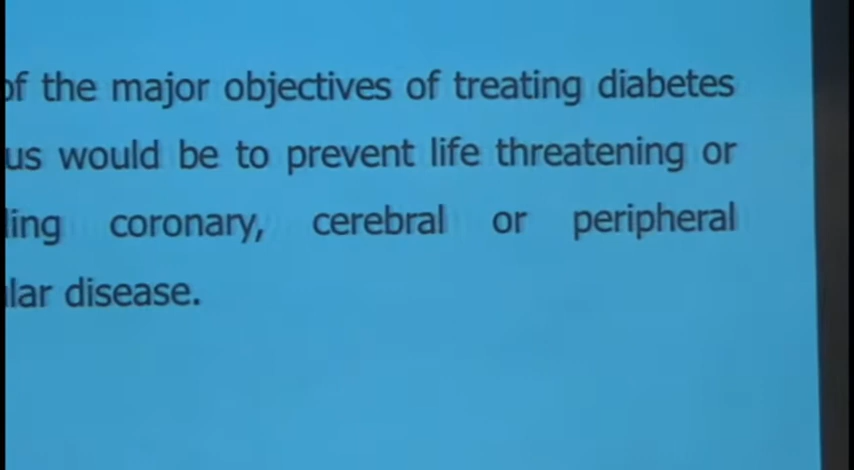 of the major objectives of treating diabetes
us would be to prevent life threatening or
ling coronary, cerebral or peripheral
lar disease.